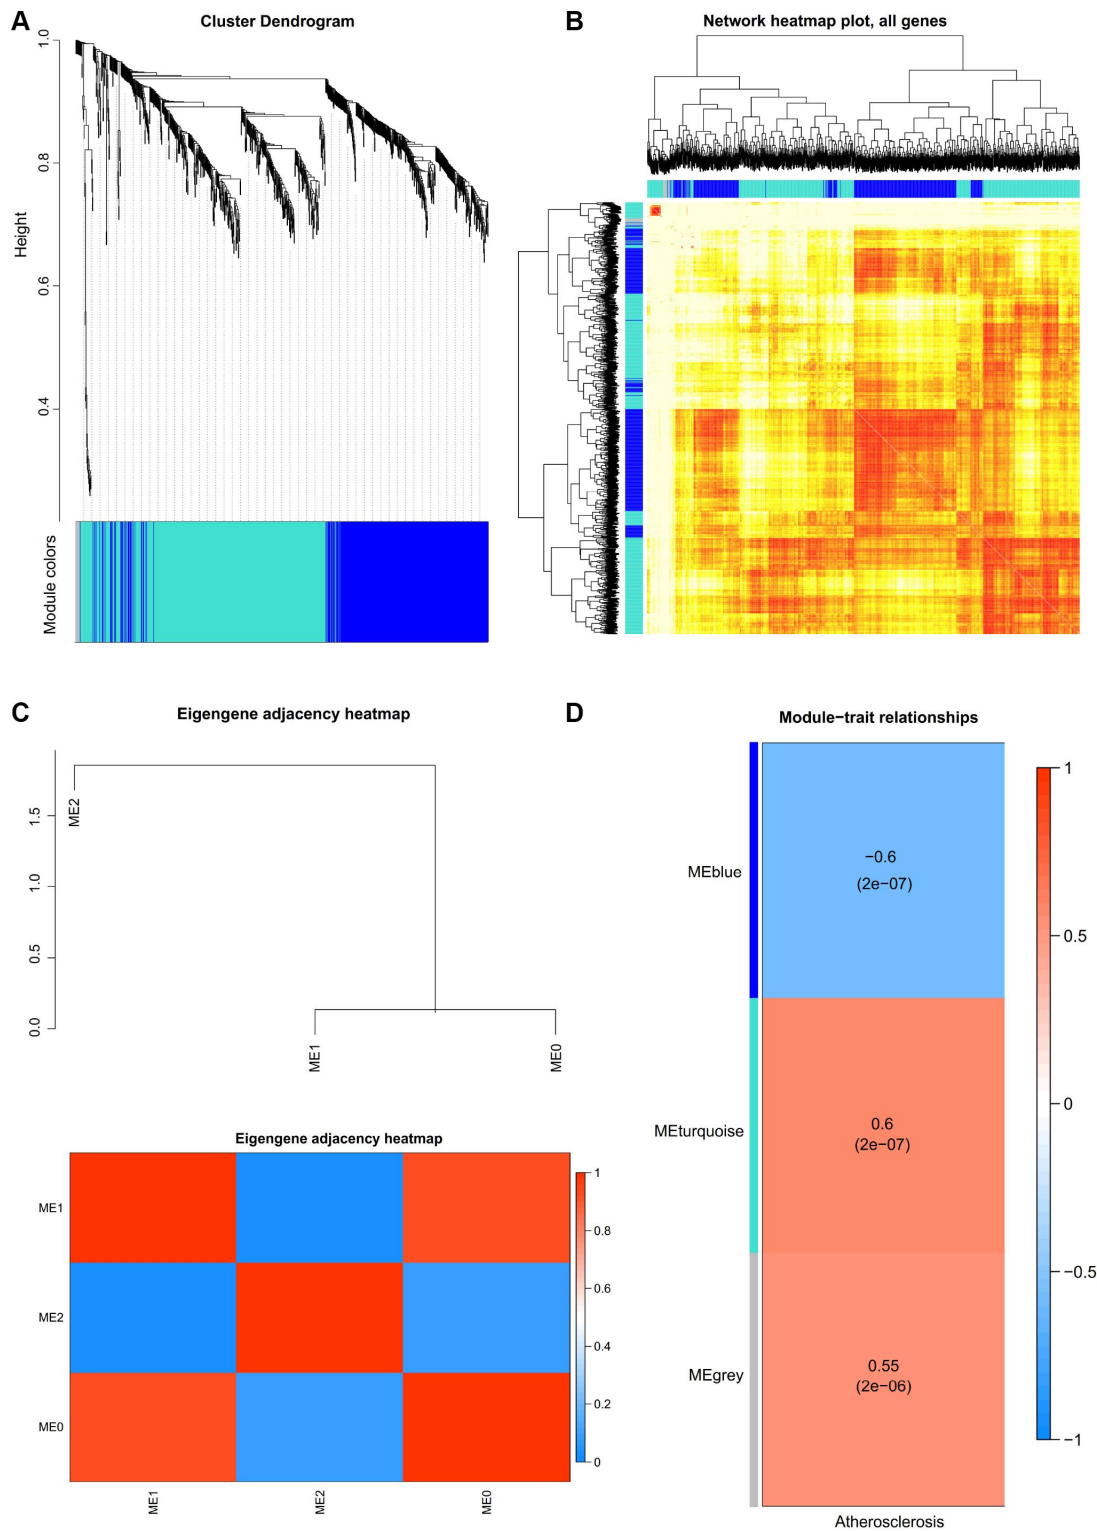 A
Cluster Dendrogram
Height
1.0
0.8
0.6
0.4
Module colors
B
Network heatmap plot, all genes
C
Eigengene adjacency heatmap
1.5
1.0
0.5
0.0
ME2
ME1
ME0
Eigengene adjacency heatmap
ME1
ME2
ME0
ME1
ME2
ME0
1
0.8
0.6
0.4
0.2
0
D
Module−trait relationships
MEblue
−0.6
(2e−07)
MEturquoise
0.6
(2e−07)
MEgrey
0.55
(2e−06)
Atherosclerosis
1
0.5
0
−0.5
−1